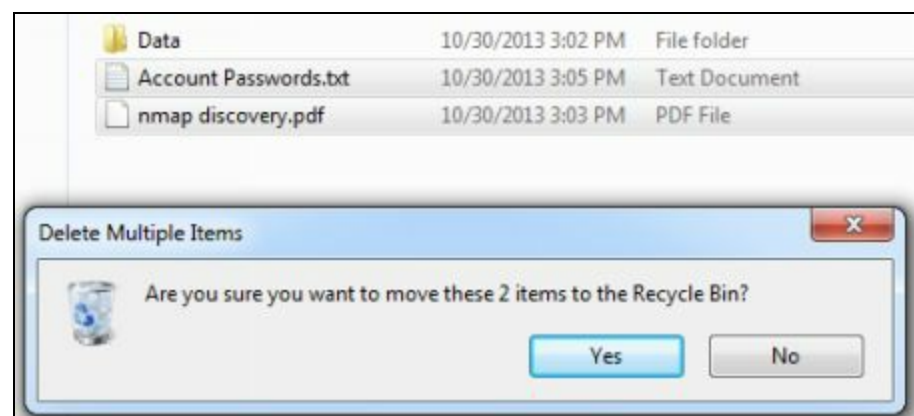 Data 10/30/2013 3:02 PM File folder
Account Passwords.txt 10/30/2013 3:05 PM Text Document
nmap discovery.pdf 10/30/2013 3:03 PM PDF File
Delete Multiple Items
Are you sure you want to move these 2 items to the Recycle Bin?
Yes No